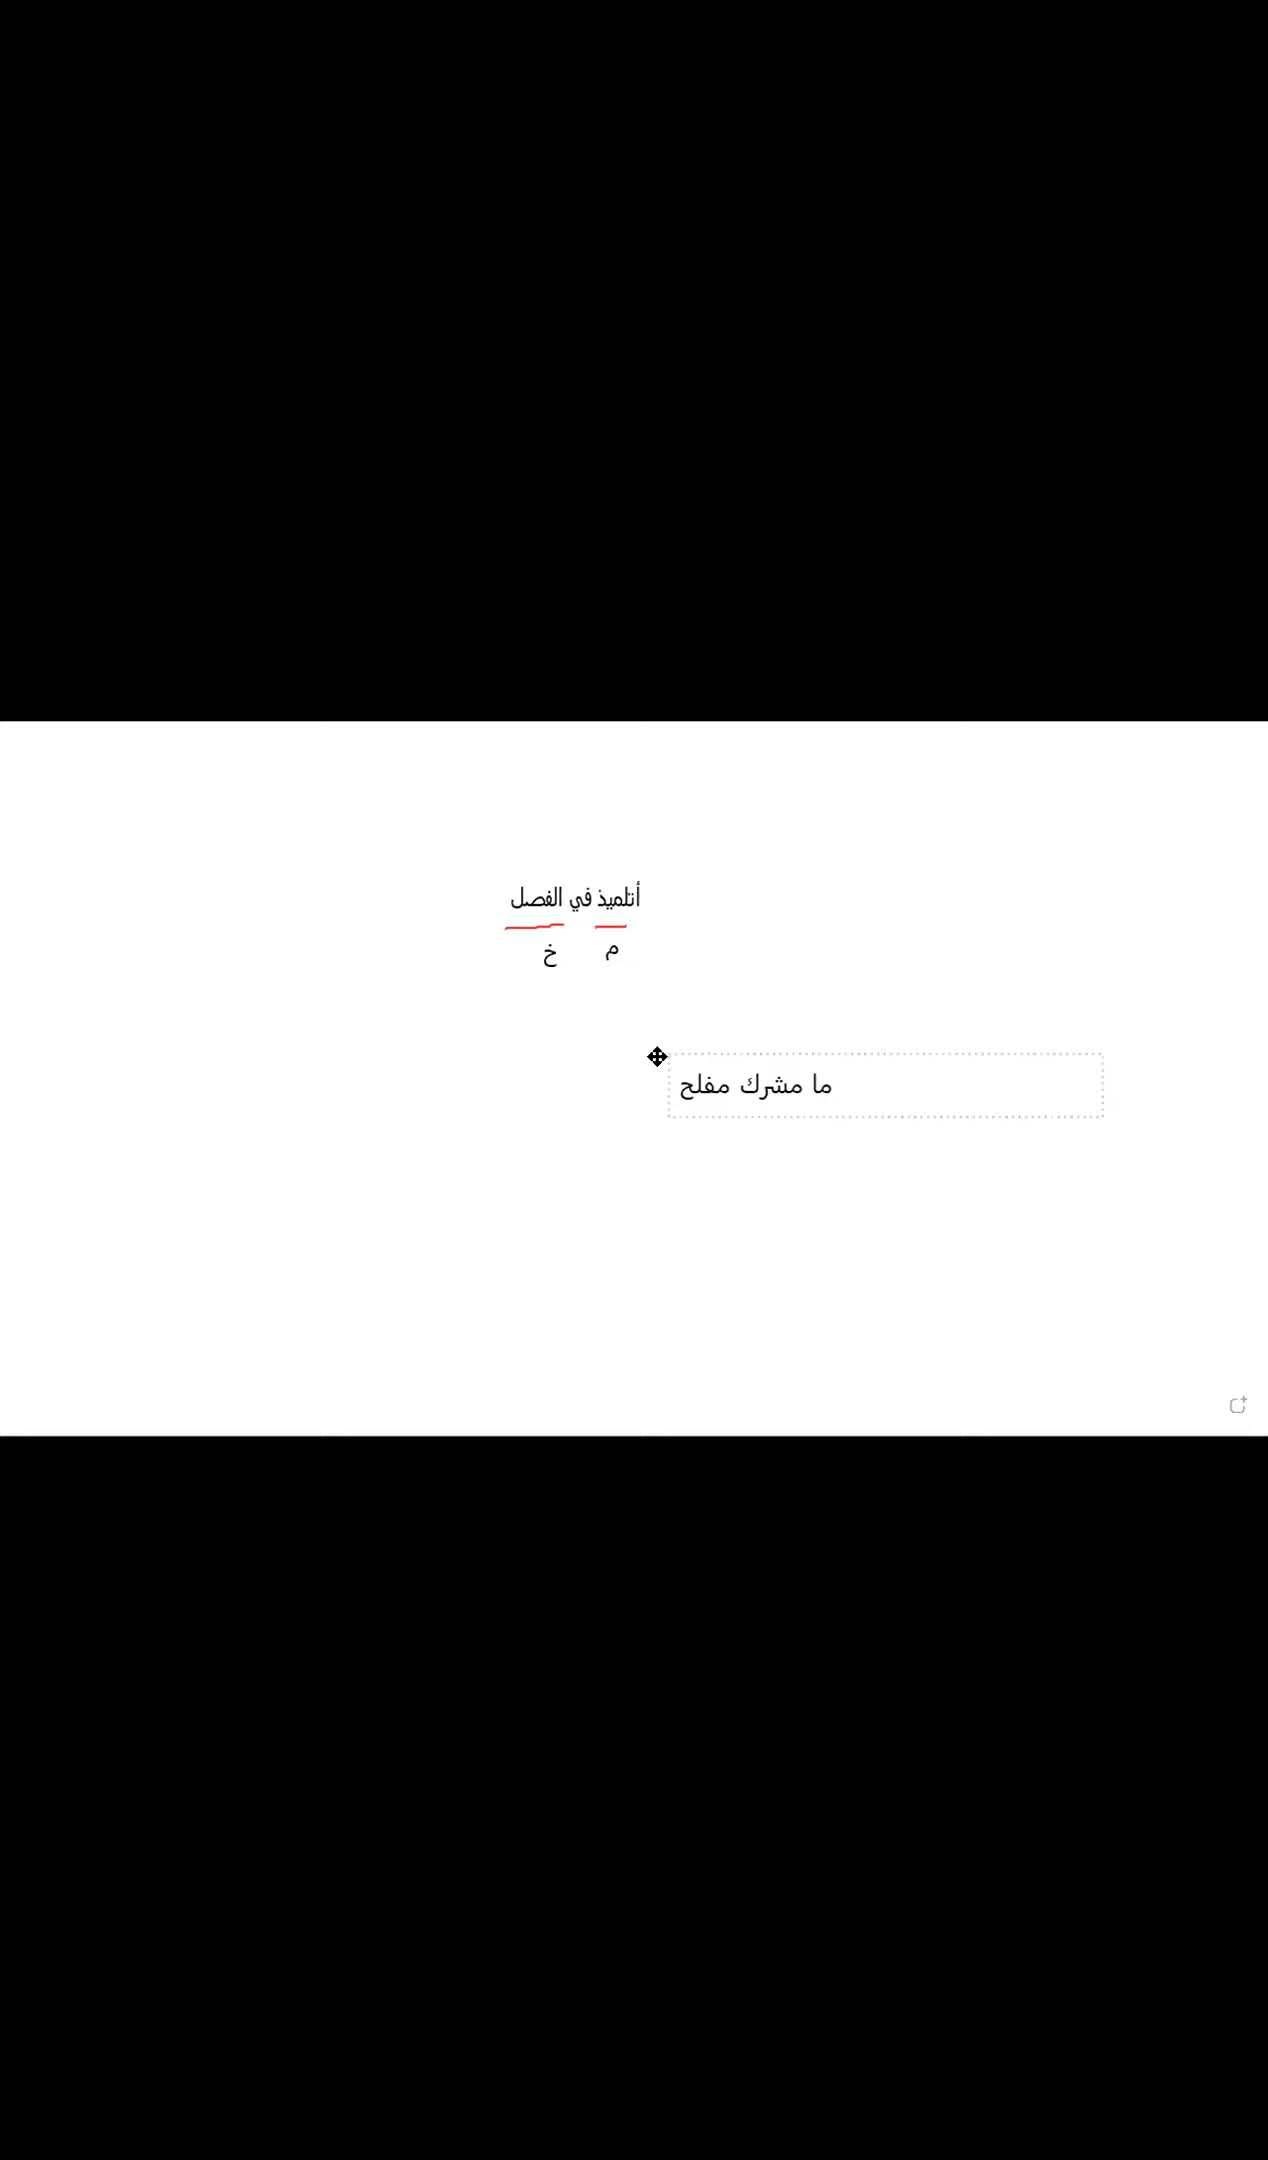 أتلميذ في الفصل
م خ
ما مشرك مفلح